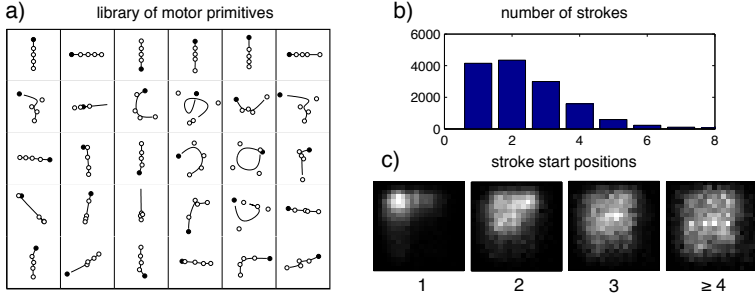 a)
library of motor primitives
b)
number of strokes
6000
4000
2000
0
0 2 4 6 8
c)
stroke start positions
1 2 3 ≥ 4